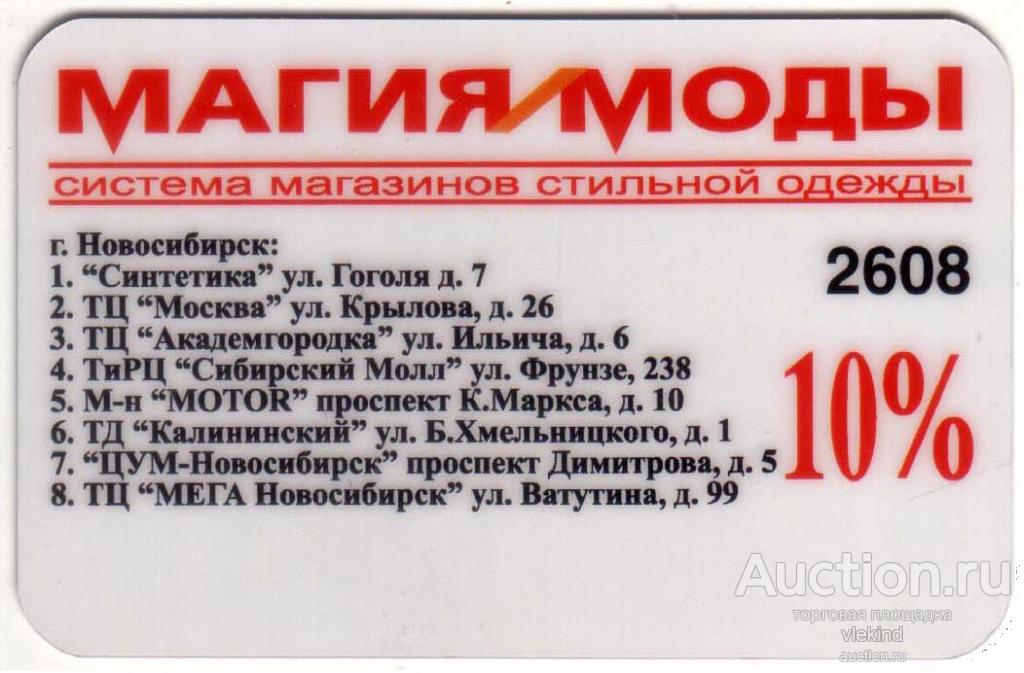 МАГИЯ МОДЫ
система магазинов стильной одежды
г. Новосибирск:
2608
1. “Синтетика” ул. Гоголя д. 7
2. ТЦ “Москва” ул. Крылова, д. 26
3. ТЦ “Академгородка” ул. Ильича, д. 6
4. ТиРЦ “Сибирский Молл” ул. Фрунзе, 238
5. М-н “MOTOR” проспект К.Маркса, д. 10
6. ТД “Калининский” ул. Б.Хмельницкого, д. 1
7. “ЦУМ-Новосибирск” проспект Димитрова, д. 5
8. ТЦ “МЕГА Новосибирск” ул. Ватутина, д. 99
10%
Auction.ru
торговая площадка
vlekind
auction.ru